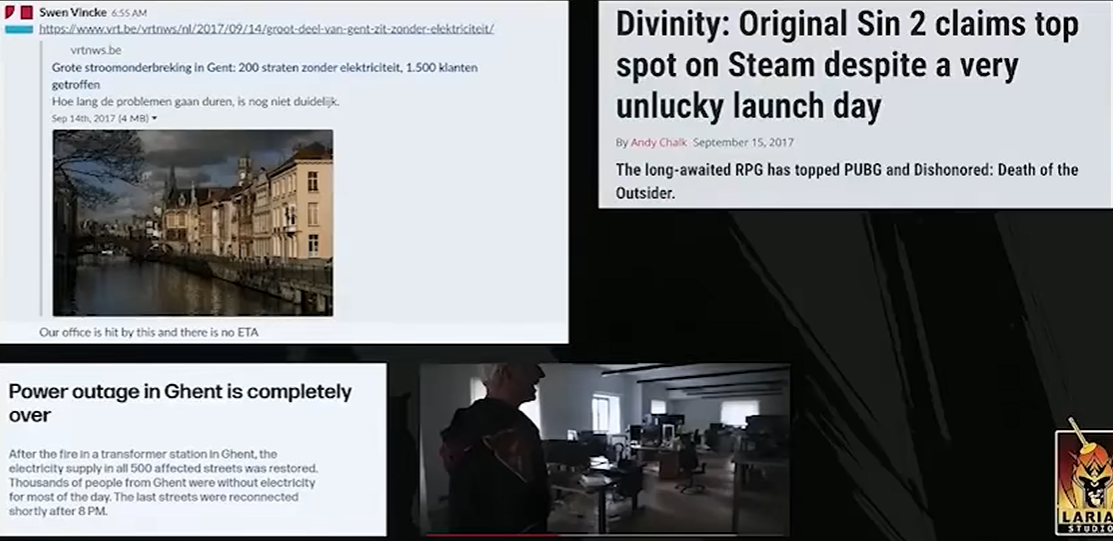 Swen Vincke 6:55 AM
https://www.vrt.be/vrtnws/nl/2017/09/14/groot-deel-van-gent-zit-zonder-elektriciteit/
vrtnws.be
Grote stroomonderbreking in Gent: 200 straten zonder elektriciteit, 1.500 klanten
getroffen
Hoe lang de problemen gaan duren, is nog niet duidelijk.
Sep 14th, 2017 (4 MB)
Our office is hit by this and there is no ETA
Divinity: Original Sin 2 claims top
spot on Steam despite a very
unlucky launch day
By Andy Chalk September 15, 2017
The long-awaited RPG has topped PUBG and Dishonored: Death of the
Outsider.
Power outage in Ghent is completely
over
After the fire in a transformer station in Ghent, the
electricity supply in all 500 affected streets was restored.
Thousands of people from Ghent were without electricity
for most of the day. The last streets were reconnected
shortly after 8 PM.
LARIA
STUDIO